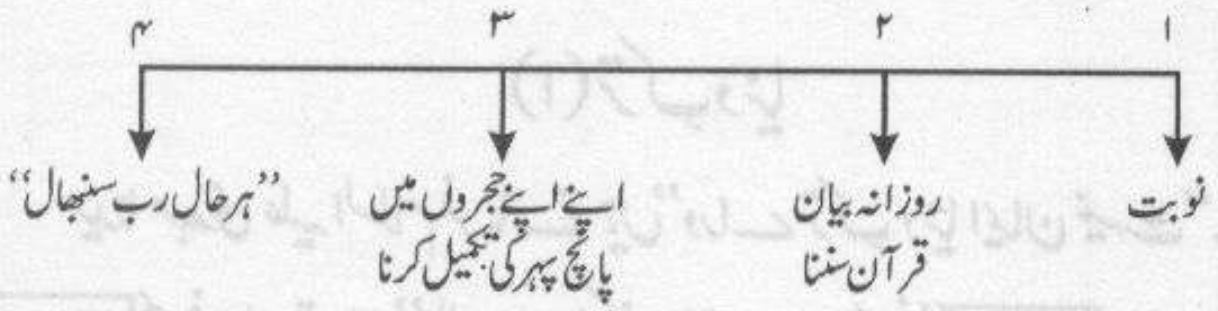 ۱ ۲ ۳ ۴
نوبت
روزانہ بیان
قرآن سننا
اپنے اپنے حجروں میں
پانچ پہر کی تکمیل کرنا
”ہر حال رب سنبھال“